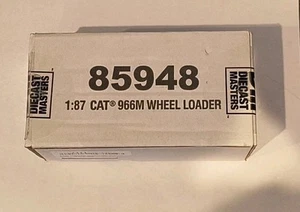 85948
1:87 CAT® 966M WHEEL LOADER
DIECAST
MASTERS
DIECAST
MASTERS